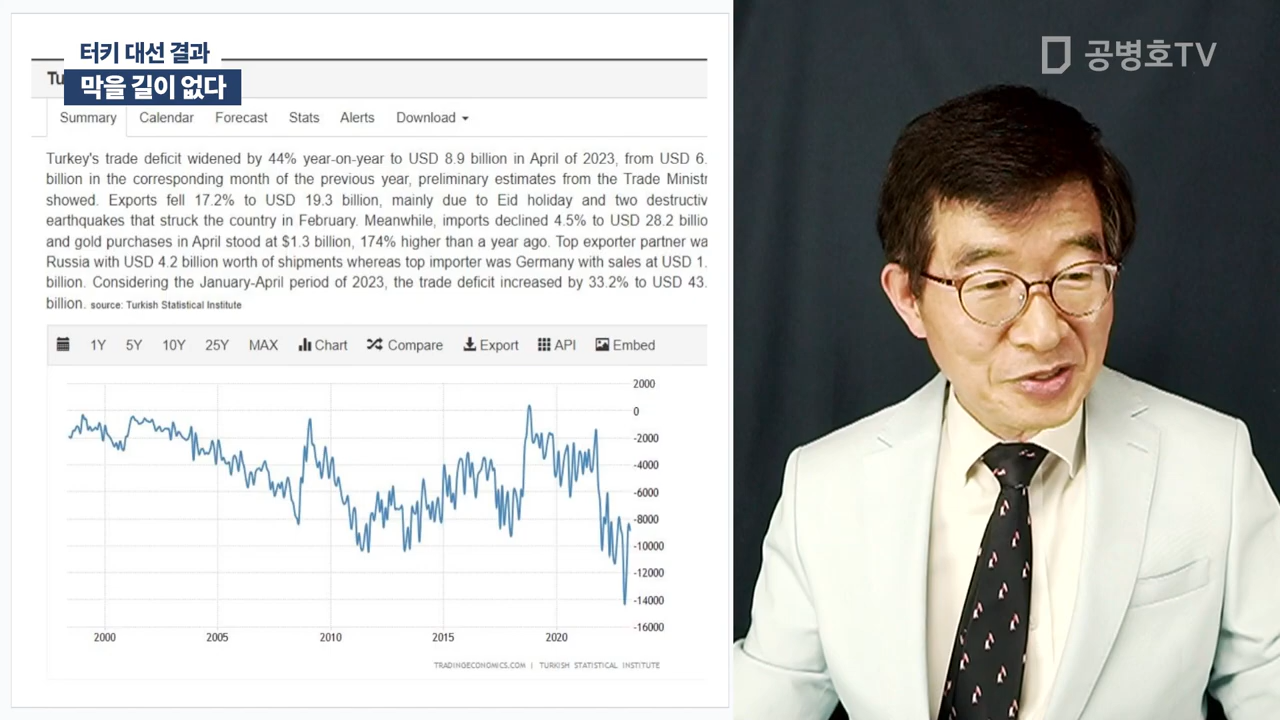 터키 대선 결과
막을 길이 없다
공병호TV
Tu
Summary Calendar Forecast Stats Alerts Download
Turkey's trade deficit widened by 44% year-on-year to USD 8.9 billion in April of 2023, from USD 6.
billion in the corresponding month of the previous year, preliminary estimates from the Trade Ministr
showed. Exports fell 17.2% to USD 19.3 billion, mainly due to Eid holiday and two destructiv
earthquakes that struck the country in February. Meanwhile, imports declined 4.5% to USD 28.2 billio
and gold purchases in April stood at $1.3 billion, 174% higher than a year ago. Top exporter partner wa
Russia with USD 4.2 billion worth of shipments whereas top importer was Germany with sales at USD 1.
billion. Considering the January-April period of 2023, the trade deficit increased by 33.2% to USD 43.
billion. source: Turkish Statistical Institute
1Y 5Y 10Y 25Y MAX Chart Compare Export API Embed
2000
0
-2000
-4000
-6000
-8000
-10000
-12000
-14000
-16000
2000 2005 2010 2015 2020
TRADINGECONOMICS.COM | TURKISH STATISTICAL INSTITUTE